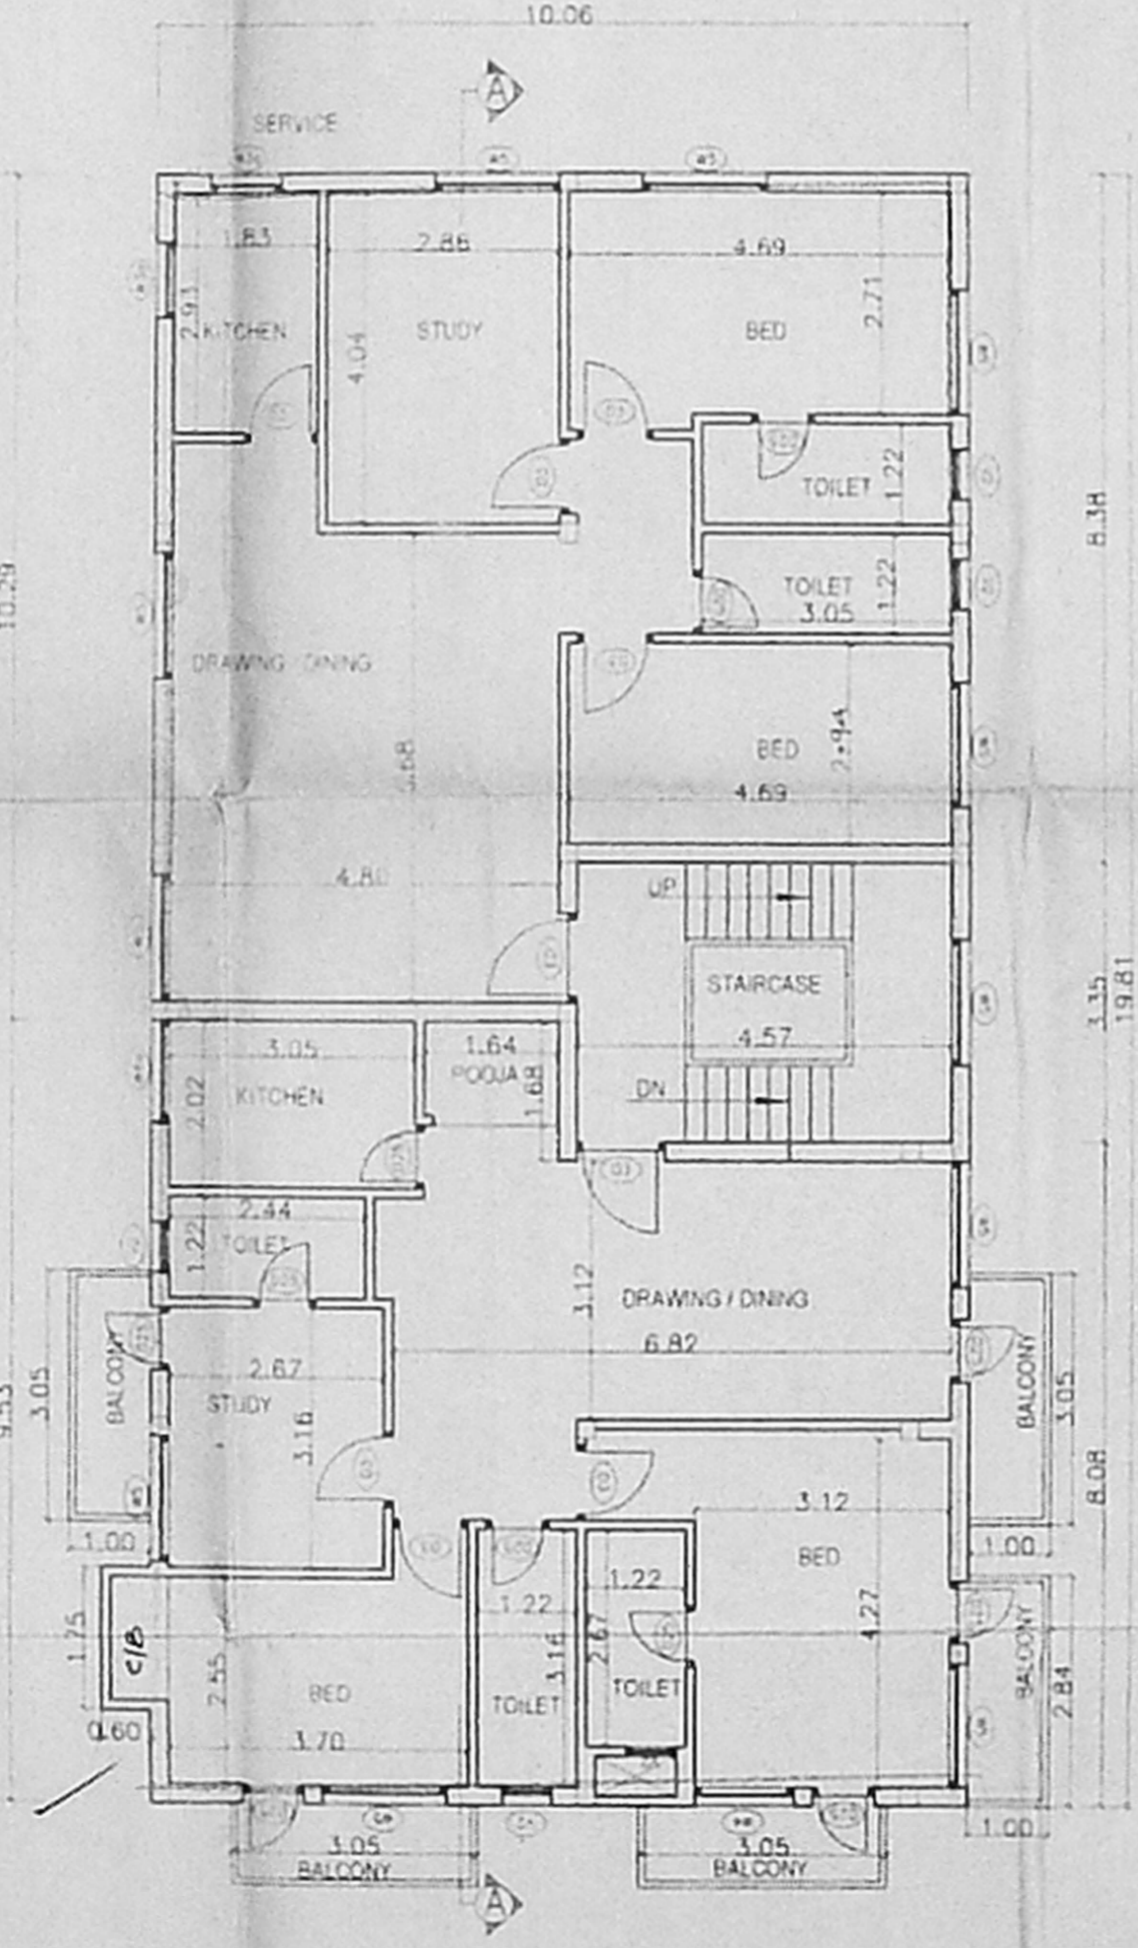 10.06
A
SERVICE
1.83
2.86
4.69
2.93
KITCHEN
4.04
STUDY
BED
2.71
TOILET
1.22
8.38
TOILET
1.22
3.05
10.29
DRAWING / DINING
BED
4.69
4.80
UP
STAIRCASE
4.57
DN
3.35
19.81
3.05
KITCHEN
2.02
1.64
POOJA
1.68
2.44
TOILET
1.22
3.12
DRAWING / DINING
6.82
BALCONY
3.05
1.00
2.67
STUDY
3.16
BALCONY
3.05
1.00
9.53
8.08
3.12
BED
4.27
1.22
2.67
TOILET
1.22
3.16
TOILET
1.75
C/B
0.60
2.55
BED
3.70
BALCONY
2.84
1.00
3.05
BALCONY
3.05
BALCONY
A